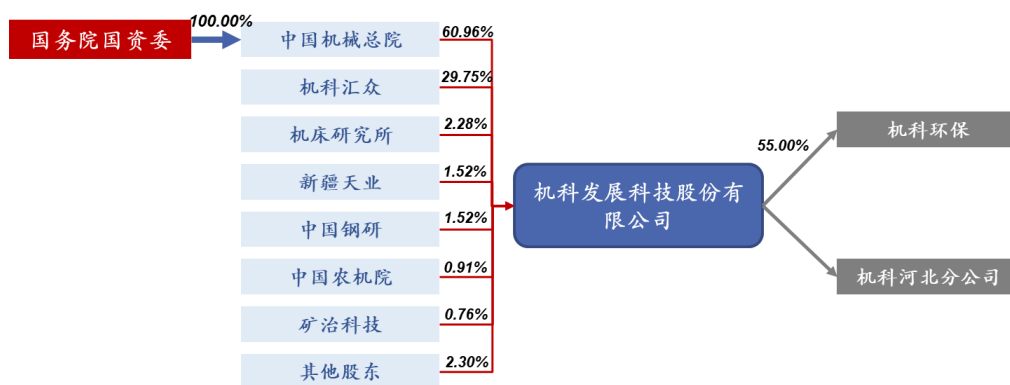 国务院国资委
100.00%
中国机械总院
60.96%
机科汇众
29.75%
机床研究所
2.28%
新疆天业
1.52%
中国钢研
1.52%
中国农机院
0.91%
矿冶科技
0.76%
其他股东
2.30%
机科发展科技股份有
限公司
55.00%
机科环保
机科河北分公司